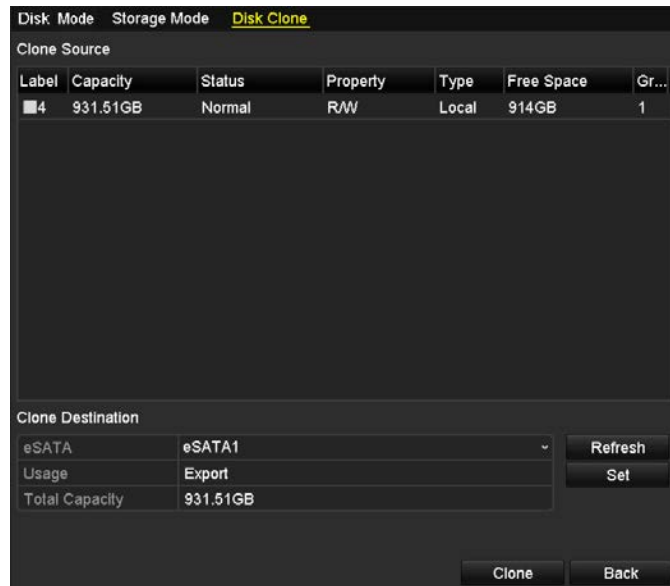 Disk Mode Storage Mode Disk Clone
Clone Source
Label Capacity Status Property Type Free Space Gr...
4 931.51GB Normal R/W Local 914GB 1
Clone Destination
eSATA eSATA1 Refresh
Usage Export Set
Total Capacity 931.51GB
Clone Back